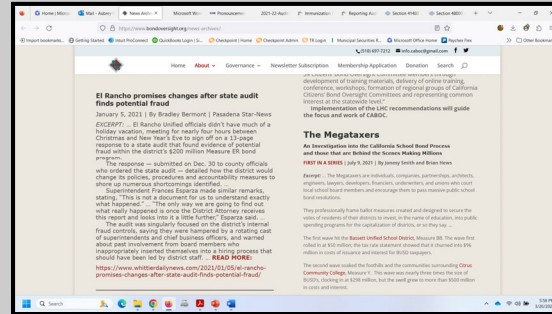 Home | Micro
Mail - Autrey,
News Archi
Microsoft Word
Pronouncemen
2021-22-Audit
Immunization
Reporting Au
Section 41400
Section 48000
https://www.bondoversight.org/news-archives/
Import bookmarks...
Getting Started
Intuit ProConnect
QuickBooks Login | S...
Checkpoint | Home
Checkpoint Admin
TR Login
Municipal Securities R...
Microsoft Office Home
Paychex Flex
Other Bookmarks
(510) 697-7212
info.caboc@gmail.com
Home
About
Governance
Newsletter Subscription
Membership Application
Donation
Search
El Rancho promises changes after state audit
finds potential fraud
January 5, 2021 | By Bradley Bermont | Pasadena Star-News
EXCERPT: ... El Rancho Unified officials didn't have much of a
holiday vacation, meeting for nearly four hours between
Christmas and New Year's Eve to sign off on a 13-page
response to a state audit that found evidence of potential
fraud within the district's $200 million Measure ER bond
program.
The response — submitted on Dec. 30 to county officials
who ordered the state audit — detailed how the district would
change its policies, procedures and accountability measures to
shore up numerous shortcomings identified. ...
Superintendent Frances Esparza made similar remarks,
stating, "This is not a document for us to understand exactly
what happened." .. "The only way we are going to find out
what really happened is once the District Attorney receives
this report and looks into it a little further," Esparza said. ...
The audit was singularly focused on the district's internal
fraud controls, saying they were hampered by a rotating cast
of superintendents and chief business officers, and warned
about past involvement from board members who
inappropriately inserted themselves into a hiring process that
should have been led by district staff. ... READ MORE:
https://www.whittierdailynews.com/2021/01/05/el-rancho-
promises-changes-after-state-audit-finds-potential-fraud/
of Citizens' Bond Oversight Committee Members through
development of training materials, delivery of online training,
conference, workshops, formation of regional groups of California
Citizens' Bond Oversight Committees and representing common
interest at the statewide level."
Implementation of the LHC recommendations will guide
the focus and work of CABOC.
The Megataxers
An Investigation into the California School Bond Process
and those that are Behind the Scenes Making Millions
FIRST IN A SERIES | July 9, 2021 | By Jenny Smith and Brian Hews
Excerpt: ... The Megataxers are individuals, companies, partnerships, architects,
engineers, lawyers, developers, financiers, underwriters, and unions who court
local school board members and encourage them to pass massive public school
bond resolutions.
They professionally frame ballot measures created and designed to secure the
votes of residents of their districts to invest, in the name of education, into public
spending programs for the capitalization of districts, or so they say ...
The first wave hit the Bassett Unified School District, Measure BB. The wave first
rolled in at $50 million; the tax rate statement showed that it churned into $96
million in costs of issuance and interest for BUSD taxpayers.
The second wave soaked the foothills and the communities surrounding Citrus
Community College, Measure Y. This wave was nearly three times the size of
BUSD's, clocking in at $298 million, but the swell grew to more than $503 million
in costs and interest.
Search
3:58 PM